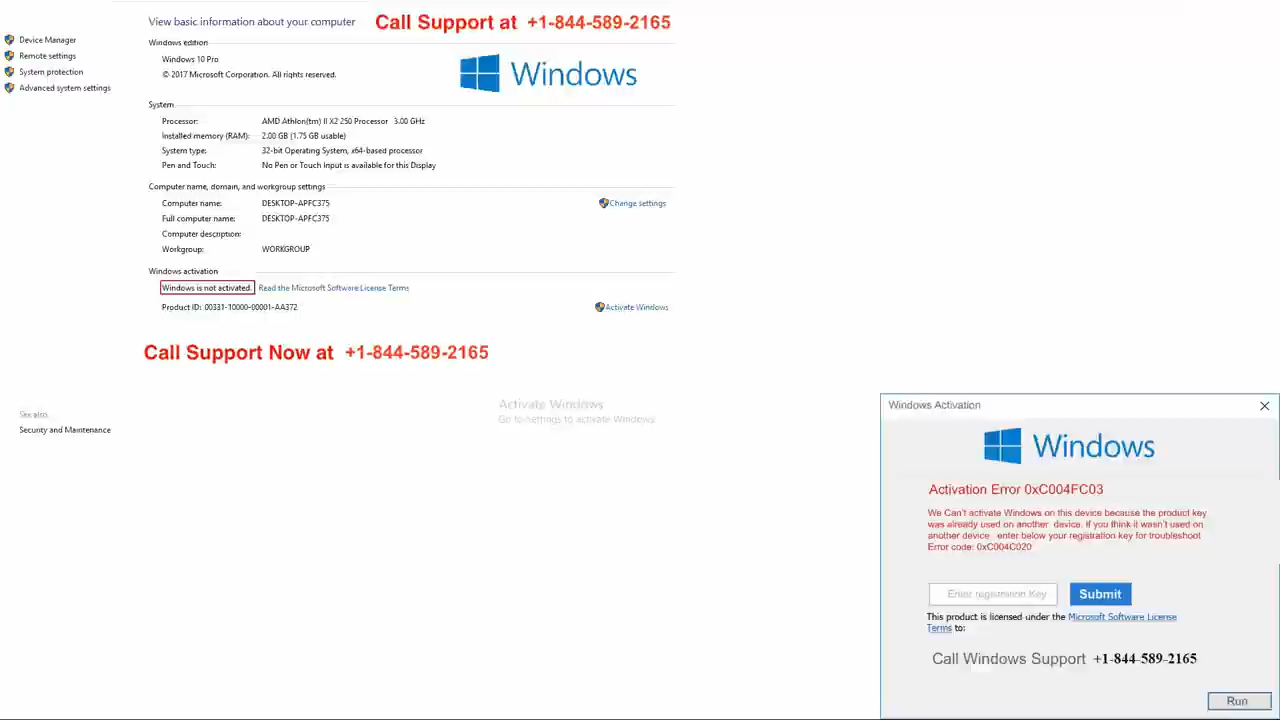 View basic information about your computer
Call Support at +1-844-589-2165
Device Manager
Remote settings
System protection
Advanced system settings
Windows edition
Windows 10 Pro
© 2017 Microsoft Corporation. All rights reserved.
Windows
System
Processor: AMD Athlon(tm) II X2 250 Processor 3.00 GHz
Installed memory (RAM): 2.00 GB (1.75 GB usable)
System type: 32-bit Operating System, x64-based processor
Pen and Touch: No Pen or Touch Input is available for this Display
Computer name, domain, and workgroup settings
Computer name: DESKTOP-APFC375
Change settings
Full computer name: DESKTOP-APFC375
Computer description:
Workgroup: WORKGROUP
Windows activation
Windows is not activated. Read the Microsoft Software License Terms
Product ID: 00331-10000-00001-AA372
Activate Windows
Call Support Now at +1-844-589-2165
See also
Security and Maintenance
Activate Windows
Go to Settings to activate Windows.
Windows Activation
Windows
Activation Error 0xC004FC03
We Can't activate Windows on this device because the product key
was already used on another device. if you think it wasn't used on
another device enter below your registration key for troubleshoot
Error code: 0xC004C020
Enter registration Key
Submit
This product is licensed under the Microsoft Software License
Terms to:
Call Windows Support +1-844-589-2165
Run